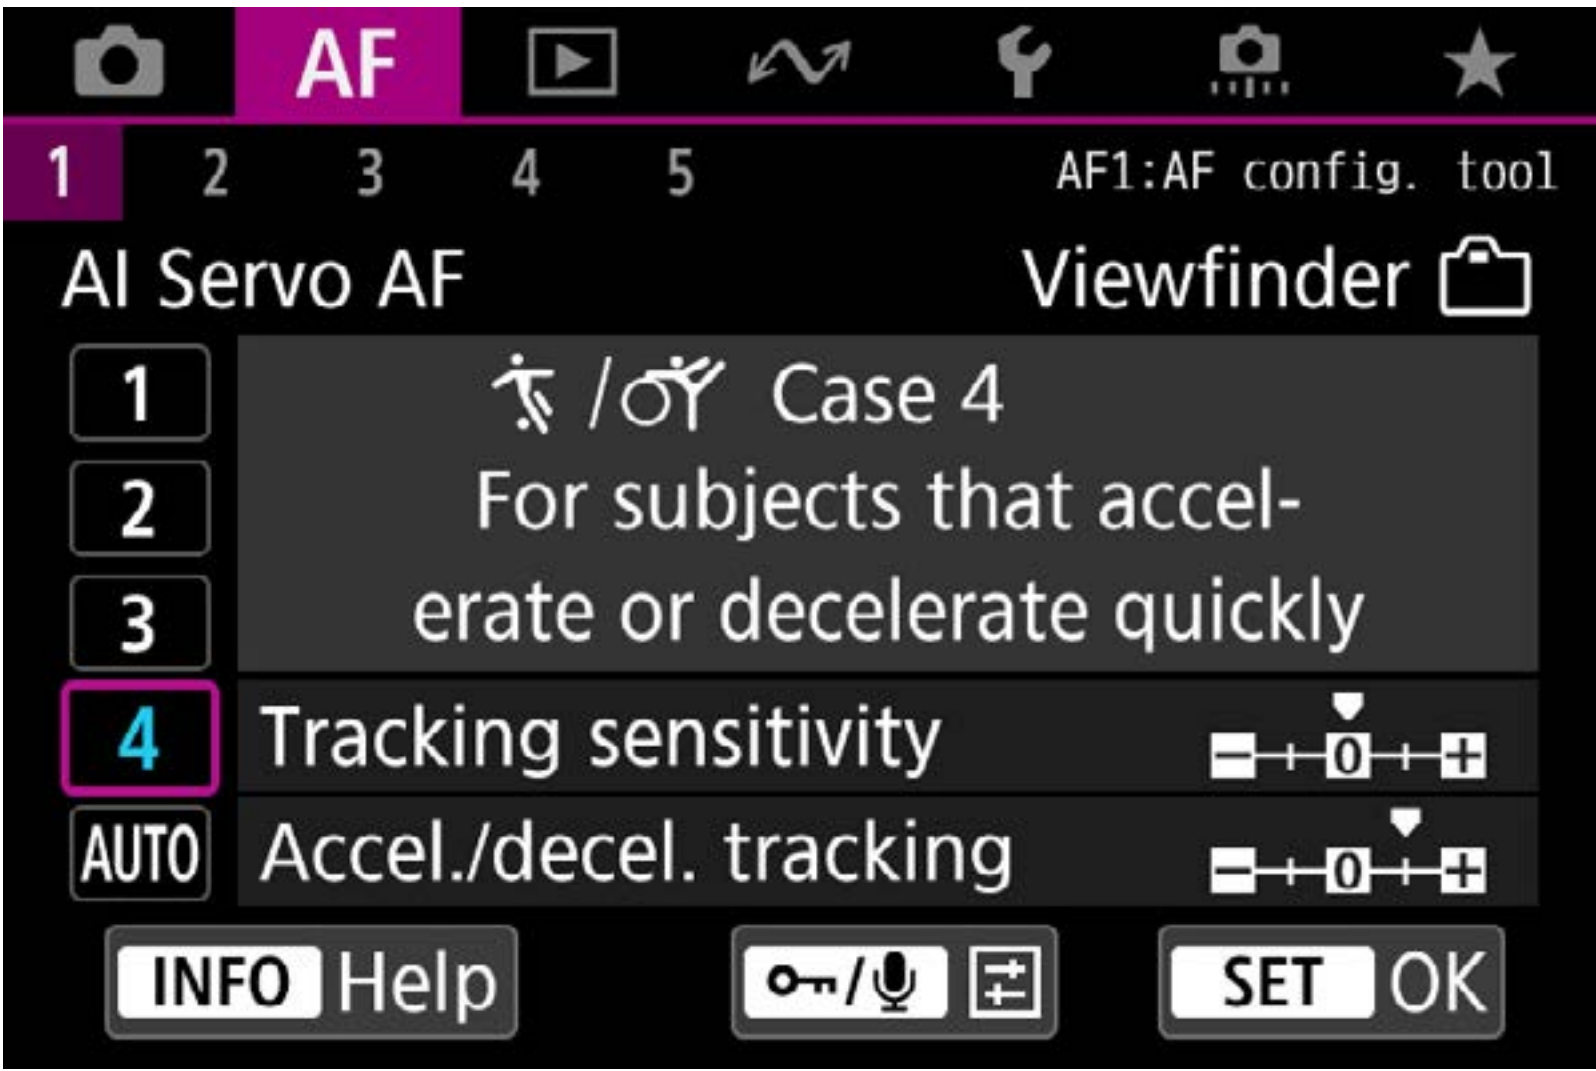 AF
1 2 3 4 5 AF1:AF config. tool
AI Servo AF Viewfinder
1
2
3
4
AUTO
/ Case 4
For subjects that accel-
erate or decelerate quickly
Tracking sensitivity - 0 +
Accel./decel. tracking - 0 +
INFO Help / SET OK